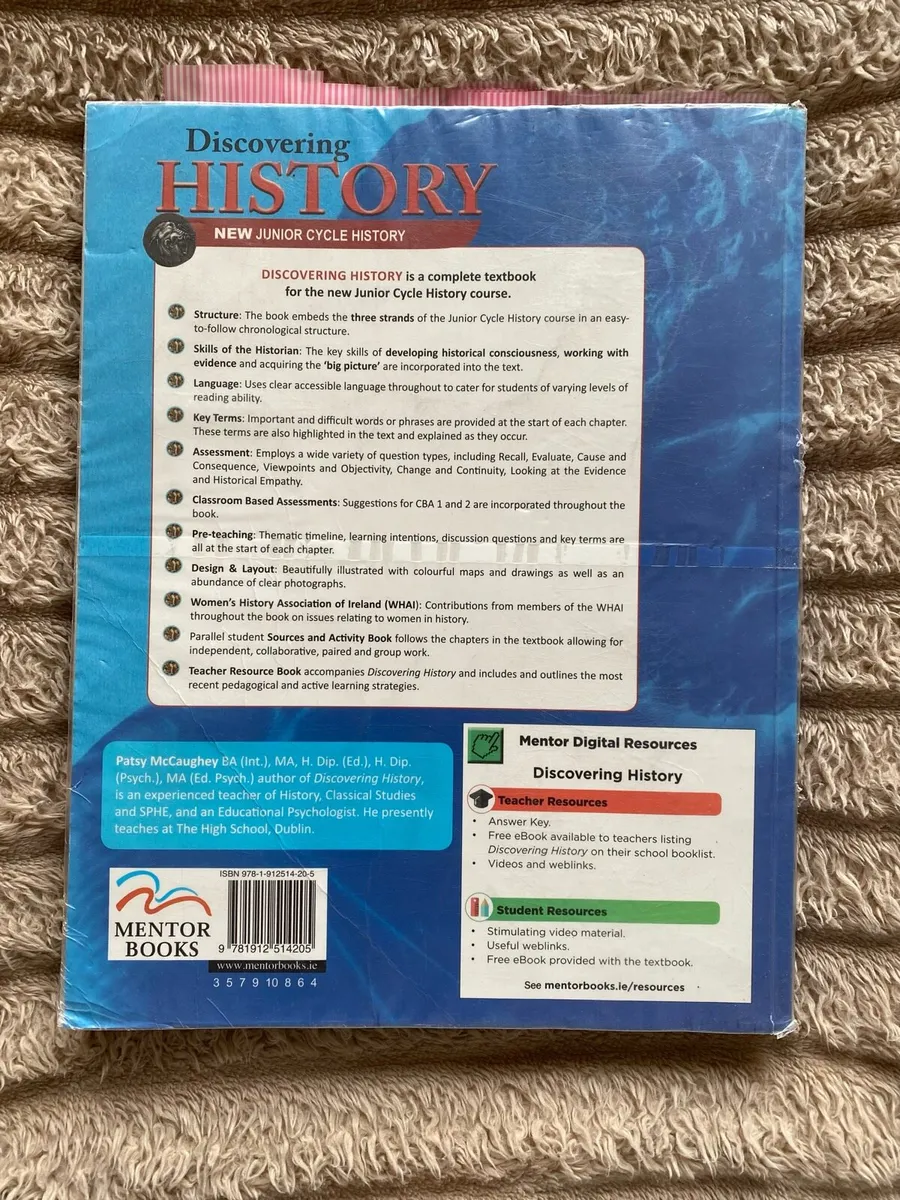 Discovering
HISTORY
NEW JUNIOR CYCLE HISTORY
DISCOVERING HISTORY is a complete textbook
for the new Junior Cycle History course.
Structure: The book embeds the three strands of the Junior Cycle History course in an easy-
to-follow chronological structure.
Skills of the Historian: The key skills of developing historical consciousness, working with
evidence and acquiring the 'big picture' are incorporated into the text.
Language: Uses clear accessible language throughout to cater for students of varying levels of
reading ability.
Key Terms: Important and difficult words or phrases are provided at the start of each chapter.
These terms are also highlighted in the text and explained as they occur.
Assessment: Employs a wide variety of question types, including Recall, Evaluate, Cause and
Consequence, Viewpoints and Objectivity, Change and Continuity, Looking at the Evidence
and Historical Empathy.
Classroom Based Assessments: Suggestions for CBA 1 and 2 are incorporated throughout the
book.
Pre-teaching: Thematic timeline, learning intentions, discussion questions and key terms are
all at the start of each chapter.
Design & Layout: Beautifully illustrated with colourful maps and drawings as well as an
abundance of clear photographs.
Women's History Association of Ireland (WHAI): Contributions from members of the WHAI
throughout the book on issues relating to women in history.
Parallel student Sources and Activity Book follows the chapters in the textbook allowing for
independent, collaborative, paired and group work.
Teacher Resource Book accompanies Discovering History and includes and outlines the most
recent pedagogical and active learning strategies.
Patsy McCaughey BA (Int.), MA, H. Dip. (Ed.), H. Dip.
(Psych.), MA (Ed. Psych.) author of Discovering History,
is an experienced teacher of History, Classical Studies
and SPHE, and an Educational Psychologist. He presently
teaches at The High School, Dublin.
ISBN 978-1-912514-20-5
MENTOR
BOOKS
9 781912 514205
www.mentorbooks.ie
3 5 7 9 10 8 6 4
Mentor Digital Resources
Discovering History
Teacher Resources
• Answer Key.
• Free eBook available to teachers listing
Discovering History on their school booklist.
• Videos and weblinks.
Student Resources
• Stimulating video material.
• Useful weblinks.
• Free eBook provided with the textbook.
See mentorbooks.ie/resources